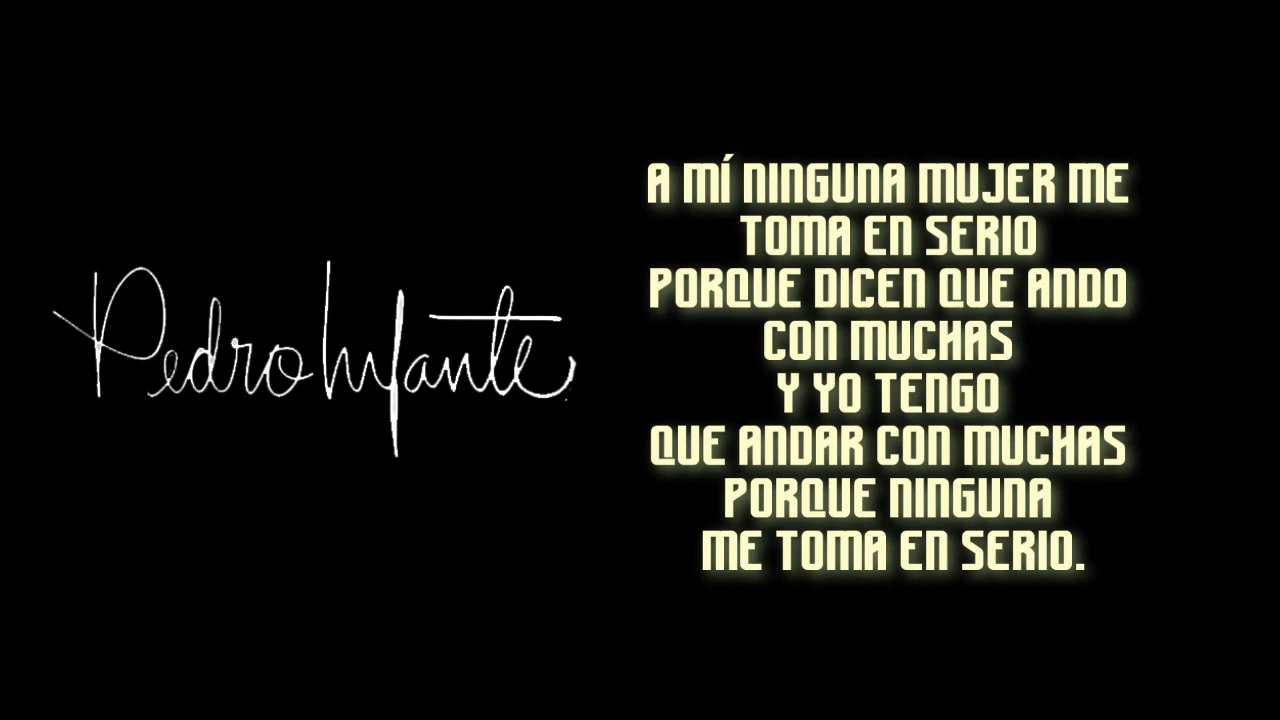 Pedro Infante
A MÍ NINGUNA MUJER ME
TOMA EN SERIO
PORQUE DICEN QUE ANDO
CON MUCHAS
Y YO TENGO
QUE ANDAR CON MUCHAS
PORQUE NINGUNA
ME TOMA EN SERIO.